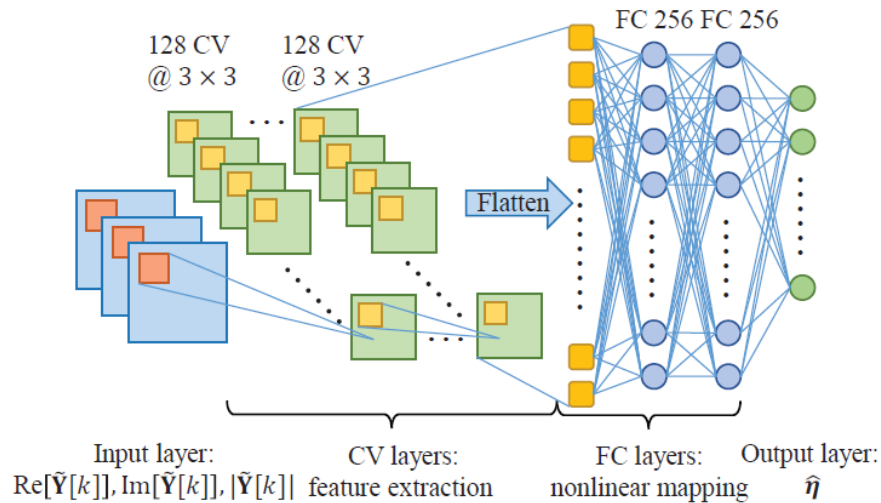 128 CV
@ 3 × 3
128 CV
@ 3 × 3
FC 256 FC 256
Flatten
Input layer:
Re[Ỹ[k]], Im[Ỹ[k]], |Ỹ[k]|
CV layers:
feature extraction
FC layers:
nonlinear mapping
Output layer:
η̂